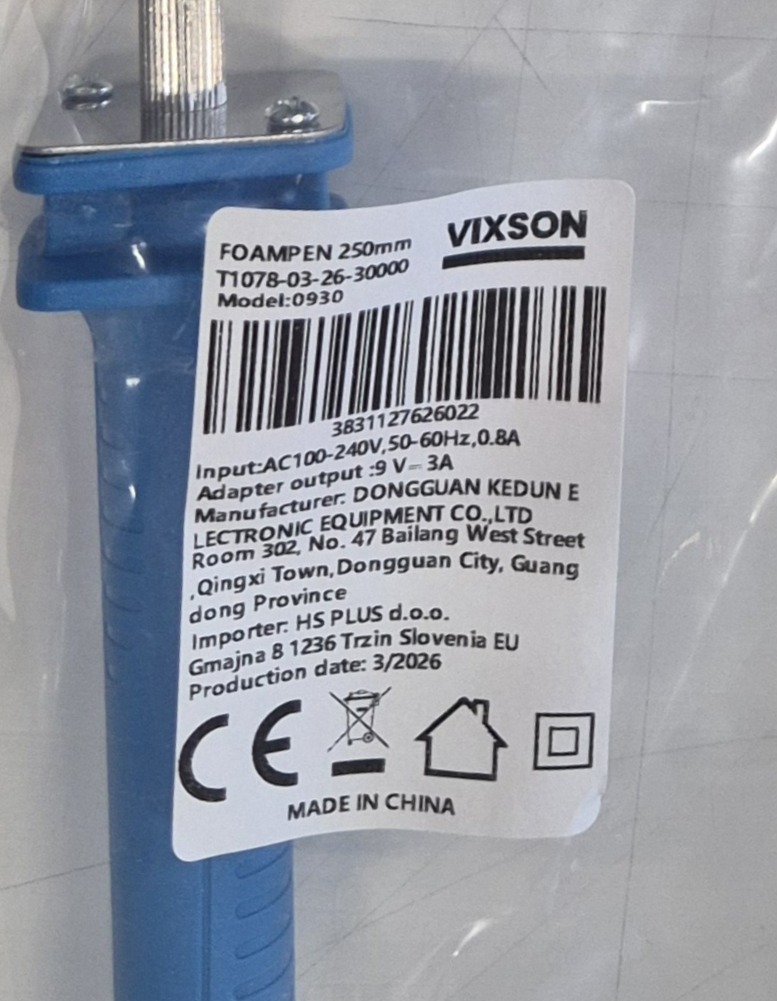 VIXSON
FOAMPEN 250mm
T1078-03-26-30000
Model:0930
3831127626022
Input:AC100-240V,50-60Hz,0.8A
Adapter output :9 V⎓ 3A
Manufacturer: DONGGUAN KEDUN E
LECTRONIC EQUIPMENT CO.,LTD
Room 302, No. 47 Bailang West Street
,Qingxi Town,Dongguan City, Guang
dong Province
Importer: HS PLUS d.o.o.
Gmajna 8 1236 Trzin Slovenia EU
Production date: 3/2026
CE
MADE IN CHINA